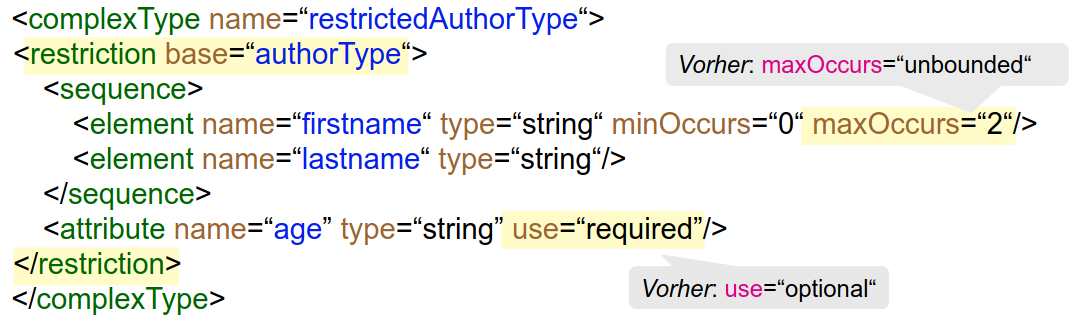 <complexType name=“restrictedAuthorType“>
<restriction base=“authorType“>
Vorher: maxOccurs=“unbounded“
<sequence>
<element name=“firstname“ type=“string“ minOccurs=“0“ maxOccurs=“2“/>
<element name=“lastname“ type=“string“/>
</sequence>
<attribute name=“age” type=“string” use=“required”/>
</restriction>
Vorher: use=“optional“
</complexType>